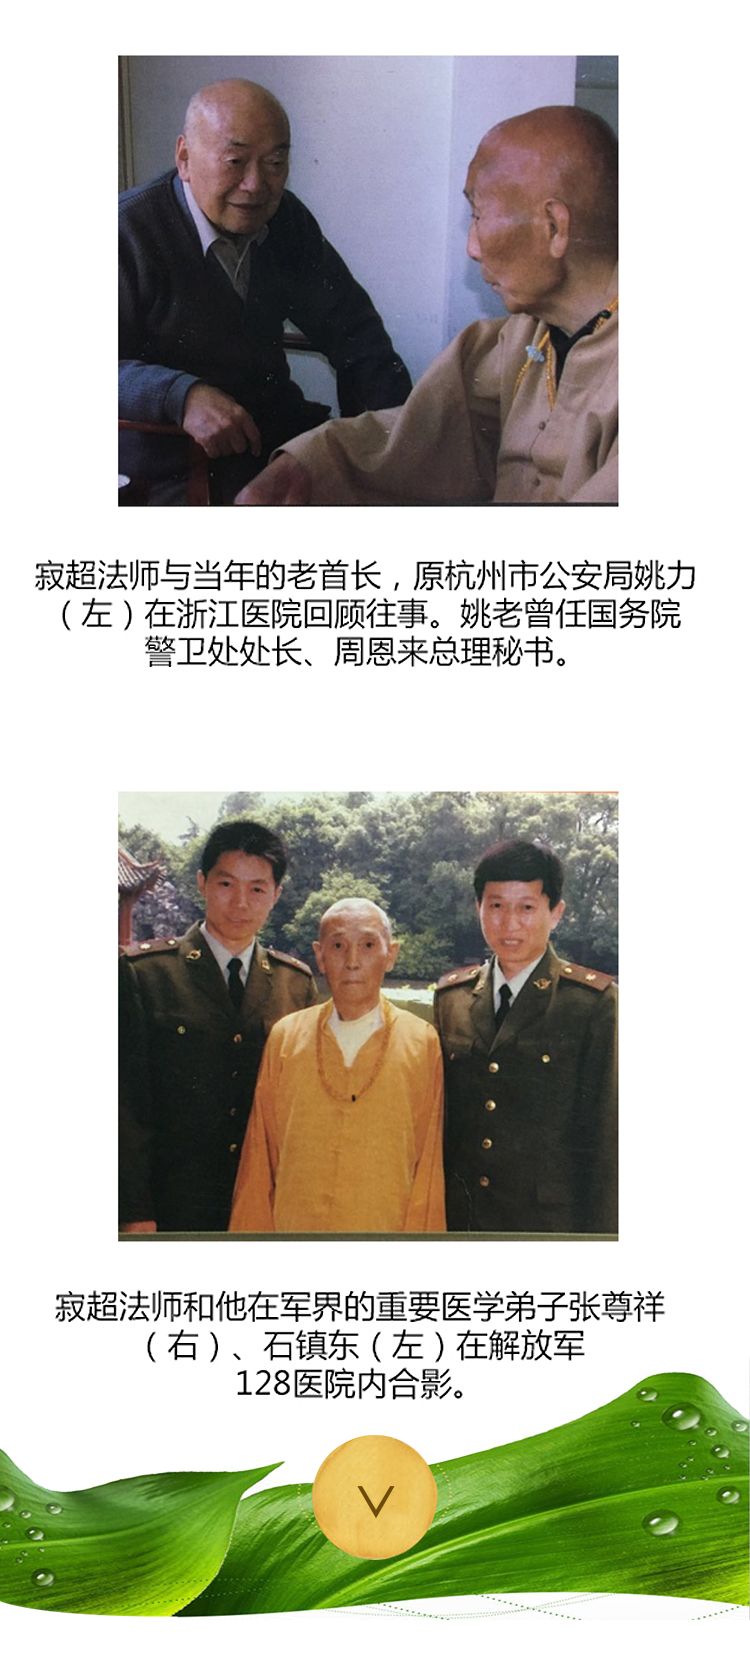 寂超法师与当年的老首长，原杭州市公安局姚力
（左）在浙江医院回顾往事。姚老曾任国务院
警卫处处长、周恩来总理秘书。
寂超法师和他在军界的重要医学弟子张尊祥
（右）、石镇东（左）在解放军
128医院内合影。